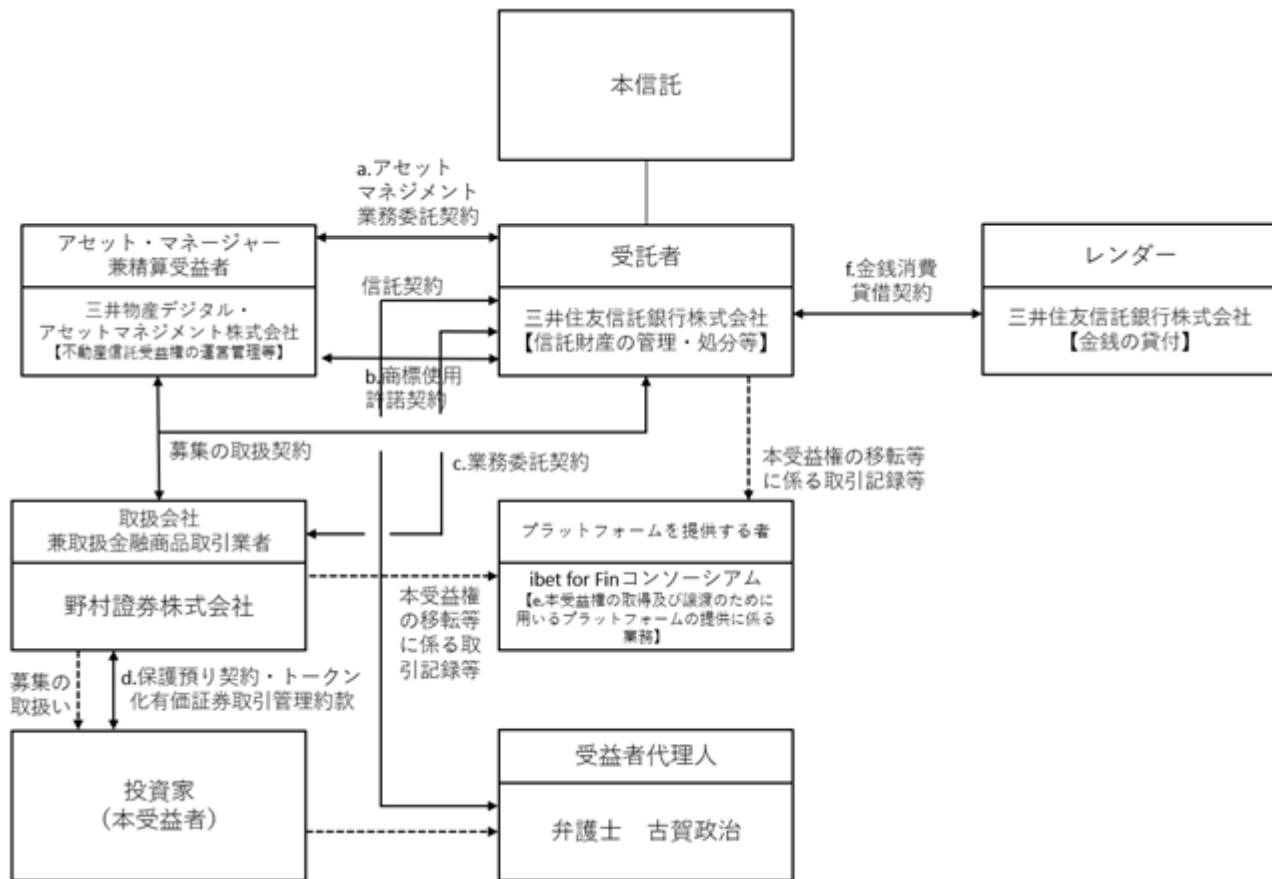 本信託
a.アセット
マネジメント
業務委託契約
アセット・マネージャー
兼精算受益者
三井物産デジタル・
アセットマネジメント株式会社
【不動産信託受益権の運営管理等】
信託契約
b.商標使用
許諾契約
受託者
三井住友信託銀行株式会社
【信託財産の管理・処分等】
f.金銭消費
貸借契約
レンダー
三井住友信託銀行株式会社
【金銭の貸付】
募集の取扱契約
c.業務委託契約
本受益権の移転等
に係る取引記録等
取扱会社
兼取扱金融商品取引業者
野村證券株式会社
本受益権
の移転等
に係る取
引記録等
プラットフォームを提供する者
ibet for Finコンソーシアム
【e.本受益権の取得及び譲渡のために
用いるプラットフォームの提供に係る
業務】
募集の
取扱い
d.保護預り契約・トークン
化有価証券取引管理約款
投資家
（本受益者）
受益者代理人
弁護士　古賀政治